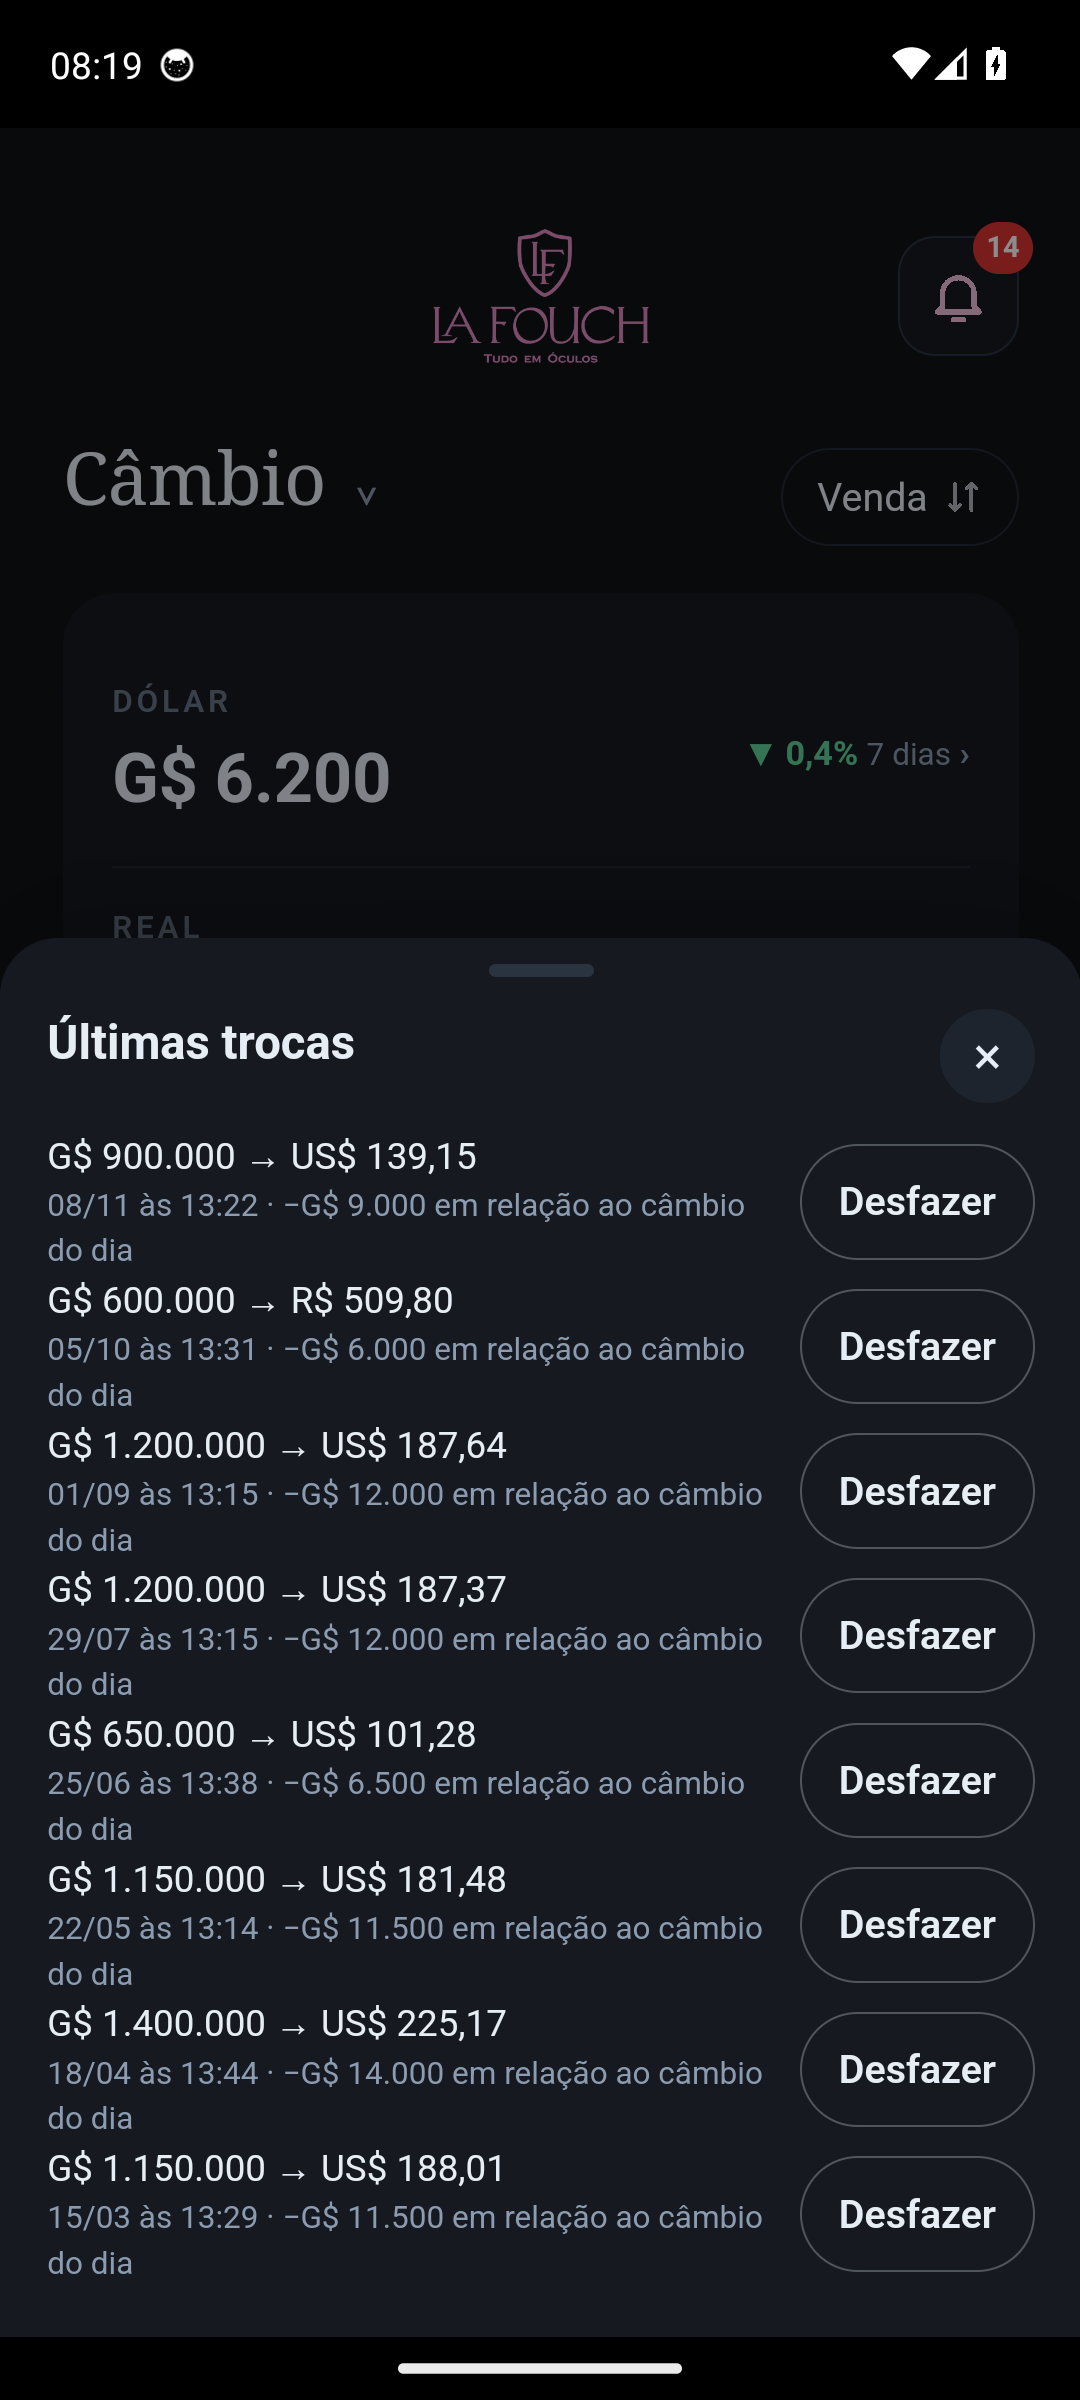 08:19
14
LF
LA FOUCH
TUDO EM ÓCULOS
Câmbio
Venda
DÓLAR
G$ 6.200
▼ 0,4% 7 dias ›
REAL
Últimas trocas
×
G$ 900.000 → US$ 139,15
08/11 às 13:22 · −G$ 9.000 em relação ao câmbio
do dia
Desfazer
G$ 600.000 → R$ 509,80
05/10 às 13:31 · −G$ 6.000 em relação ao câmbio
do dia
Desfazer
G$ 1.200.000 → US$ 187,64
01/09 às 13:15 · −G$ 12.000 em relação ao câmbio
do dia
Desfazer
G$ 1.200.000 → US$ 187,37
29/07 às 13:15 · −G$ 12.000 em relação ao câmbio
do dia
Desfazer
G$ 650.000 → US$ 101,28
25/06 às 13:38 · −G$ 6.500 em relação ao câmbio
do dia
Desfazer
G$ 1.150.000 → US$ 181,48
22/05 às 13:14 · −G$ 11.500 em relação ao câmbio
do dia
Desfazer
G$ 1.400.000 → US$ 225,17
18/04 às 13:44 · −G$ 14.000 em relação ao câmbio
do dia
Desfazer
G$ 1.150.000 → US$ 188,01
15/03 às 13:29 · −G$ 11.500 em relação ao câmbio
do dia
Desfazer